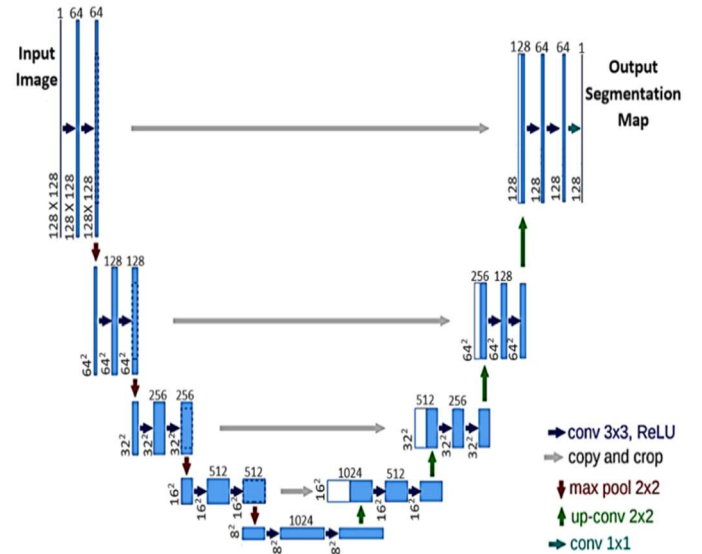 1 64 64
Input
Image
128 X 128
128 X 128
128X 128
128 64 64 1
Output
Segmentation
Map
128
128
128
128
128 128
64²
64²
64²
256 128
64²
64²
64²
256 256
32²
32²
32²
512 256
32²
32²
32²
512 512
16²
16²
16²
1024 512
16²
16²
16²
1024
8²
8²
8²
conv 3x3, ReLU
copy and crop
max pool 2x2
up-conv 2x2
conv 1x1